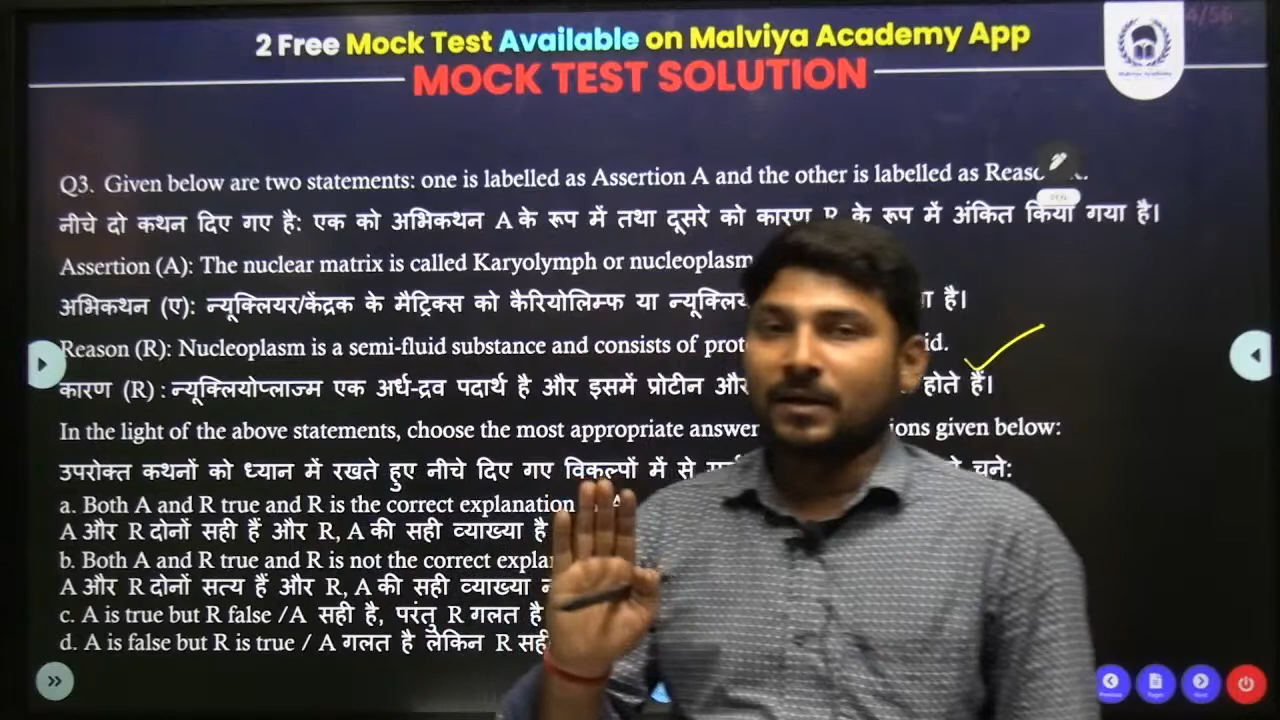 2 Free Mock Test Available on Malviya Academy App
MOCK TEST SOLUTION
Malviya Academy
Q3. Given below are two statements: one is labelled as Assertion A and the other is labelled as
नीचे दो कथन दिए गए है: एक को अभिकथन A के रूप में तथा दूसरे को कारण R के रूप में अंकित किया गया है।
Assertion (A): The nuclear matrix is called Karyolymph or nucleoplasm
अभिकथन (ए): न्यूक्लियर/केंद्रक के मैट्रिक्स को कैरियोलिम्फ या है।
Reason (R): Nucleoplasm is a semi-fluid substance and consists of
कारण (R) : न्यूक्लियोप्लाज्म एक अर्ध-द्रव पदार्थ है और इसमें प्रोटीन और होते हैं।
In the light of the above statements, choose the most appropriate answer given below:
उपरोक्त कथनों को ध्यान में रखते हुए नीचे दिए गए विकल्पों में से चुने:
a. Both A and R true and R is the correct explanation
A और R दोनों सही हैं और R, A की सही व्याख्या है
b. Both A and R true and R is not the correct
A और R दोनों सत्य हैं और R, A की सही व्याख्या
c. A is true but R false /A सही है, परंतु R गलत है
d. A is false but R is true / A गलत है लेकिन R
Previous
Next